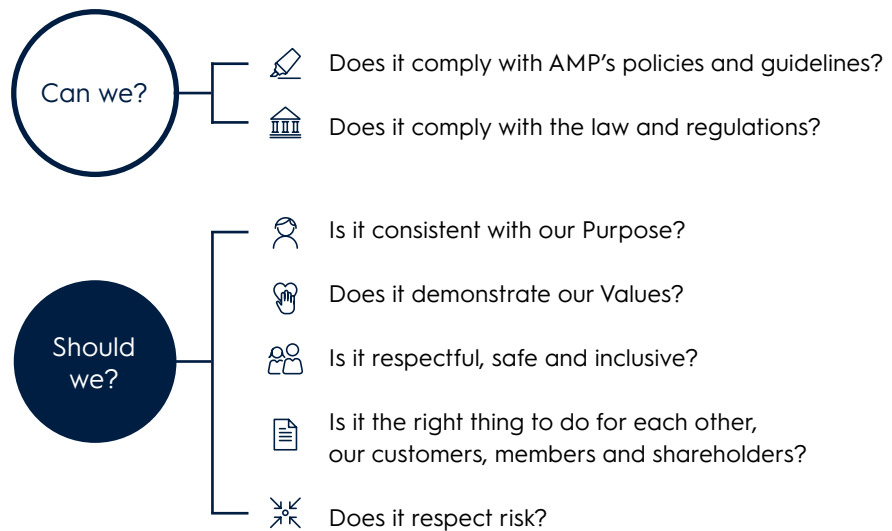 Can we?
Does it comply with AMP's policies and guidelines?
Does it comply with the law and regulations?
Should
we?
Is it consistent with our Purpose?
Does it demonstrate our Values?
Is it respectful, safe and inclusive?
Is it the right thing to do for each other,
our customers, members and shareholders?
Does it respect risk?